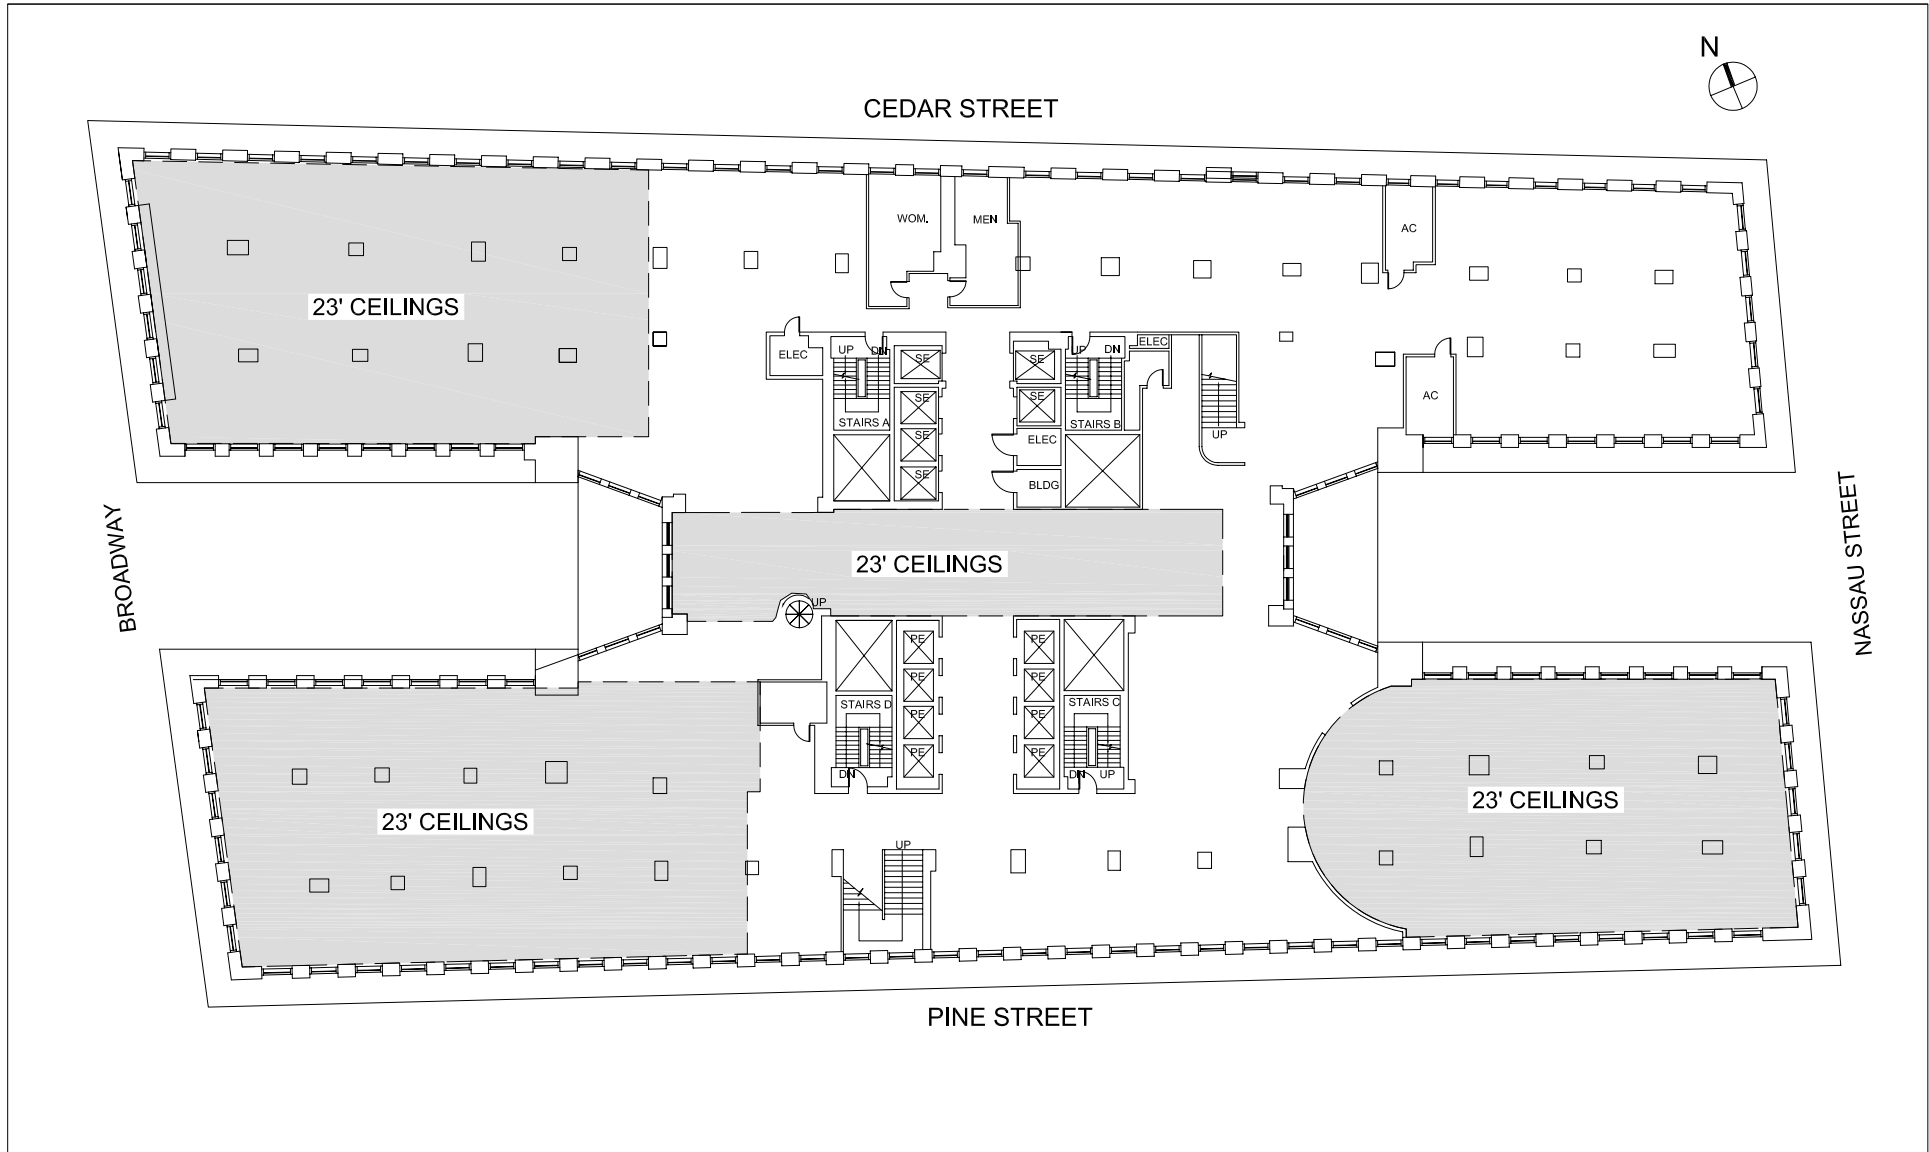 N
CEDAR STREET
WOM.
MEN
AC
23' CEILINGS
ELEC
UP
DN
SE
SE
UP
DN
ELEC
SE
SE
AC
STAIRS A
STAIRS B
SE
ELEC
UP
SE
BLDG
BROADWAY
23' CEILINGS
NASSAU STREET
UP
PE
PE
PE
PE
STAIRS D
STAIRS C
PE
PE
PE
PE
DN
DN
UP
23' CEILINGS
23' CEILINGS
UP
PINE STREET